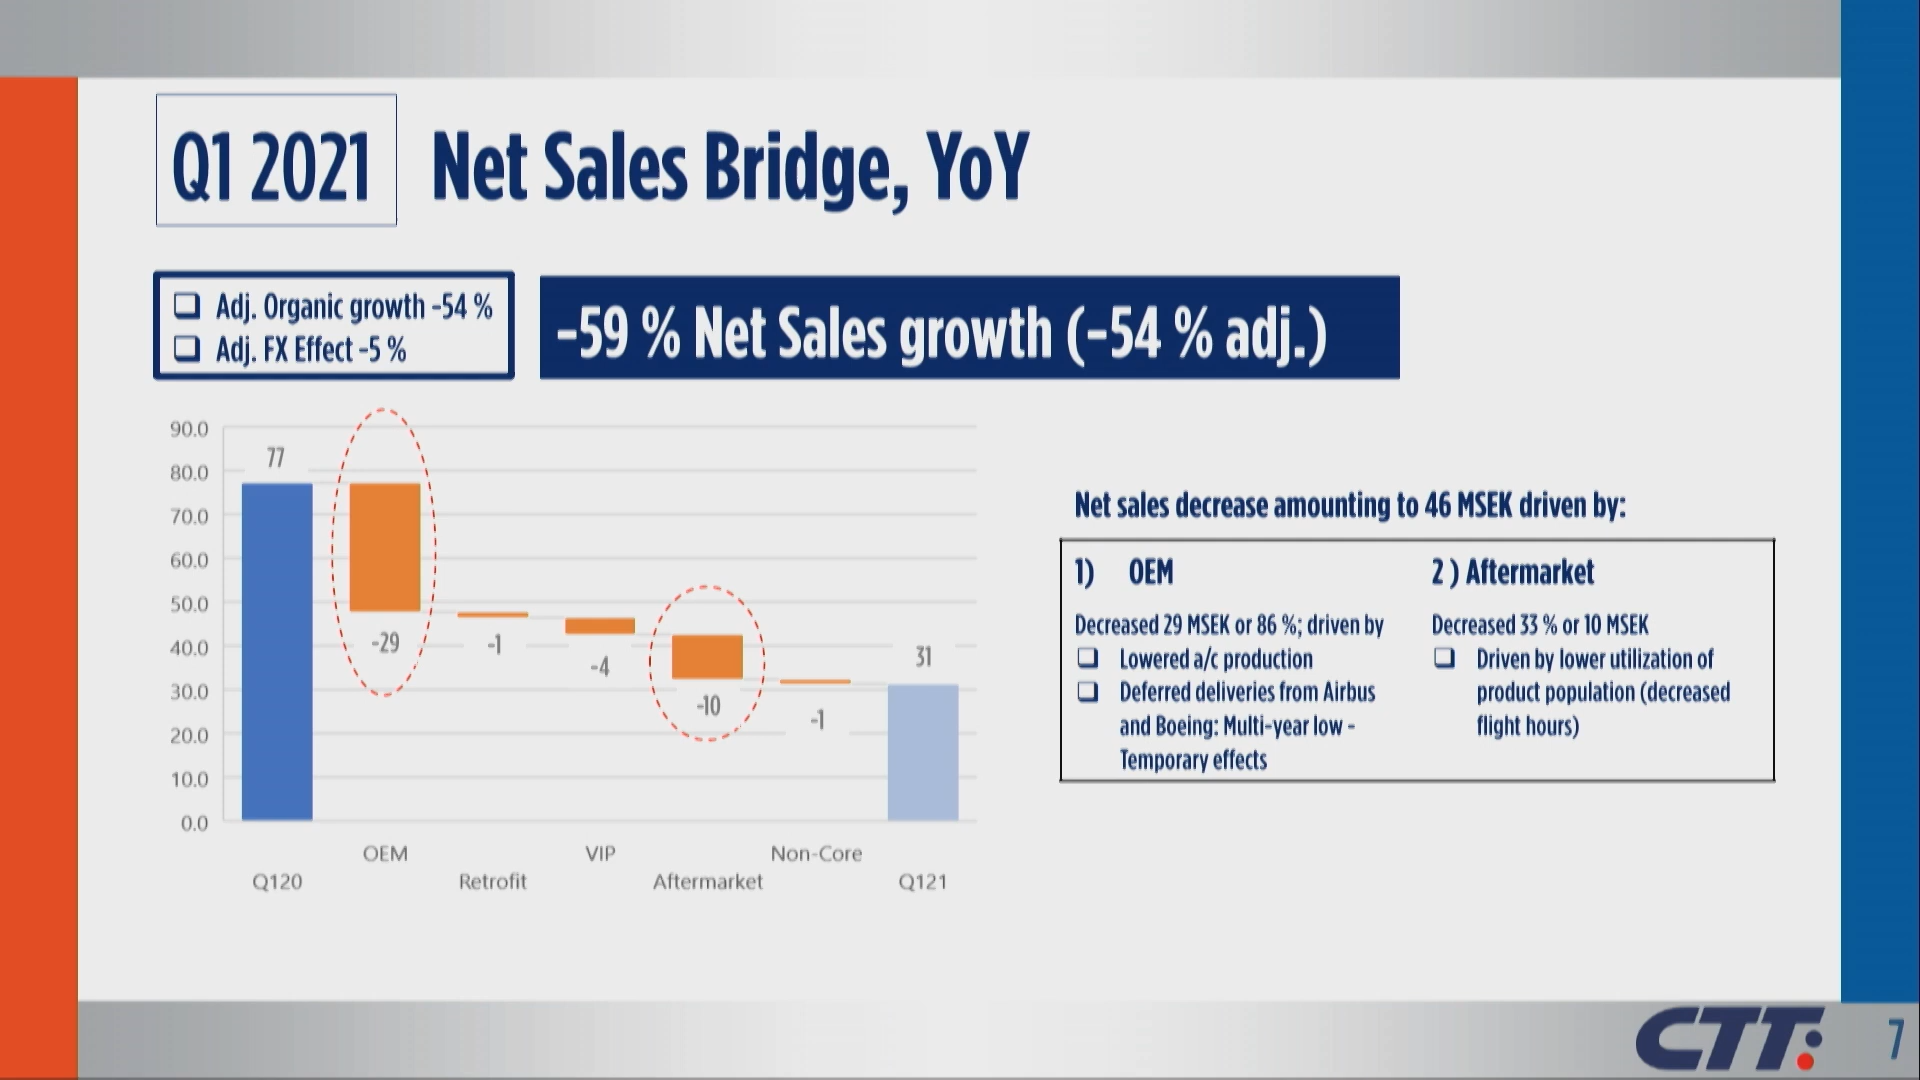 Q1 2021
Net Sales Bridge, YoY
❑ Adj. Organic growth -54 %
❑ Adj. FX Effect -5 %
-59 % Net Sales growth (-54 % adj.)
90.0
80.0
70.0
60.0
50.0
40.0
30.0
20.0
10.0
0.0
77
-29
-1
-4
-10
-1
31
Q120
OEM
Retrofit
VIP
Aftermarket
Non-Core
Q121
Net sales decrease amounting to 46 MSEK driven by:
1) OEM
Decreased 29 MSEK or 86 %; driven by
❑ Lowered a/c production
❑ Deferred deliveries from Airbus
and Boeing: Multi-year low -
Temporary effects
2 ) Aftermarket
Decreased 33 % or 10 MSEK
❑ Driven by lower utilization of
product population (decreased
flight hours)
CTT
7